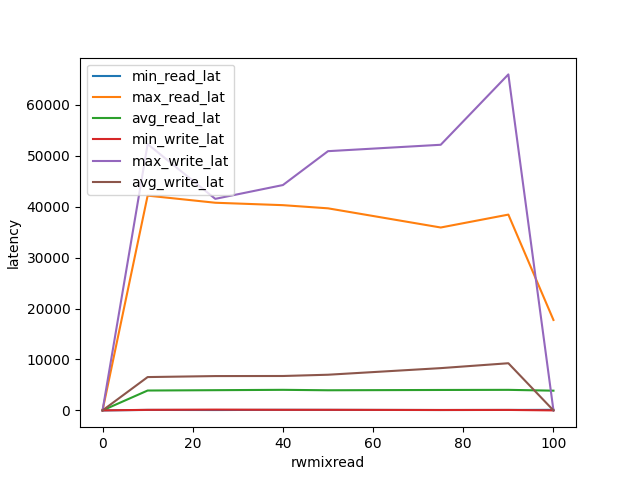 min_read_lat
max_read_lat
avg_read_lat
min_write_lat
max_write_lat
avg_write_lat
60000
50000
40000
30000
20000
10000
0
latency
0 20 40 60 80 100
rwmixread